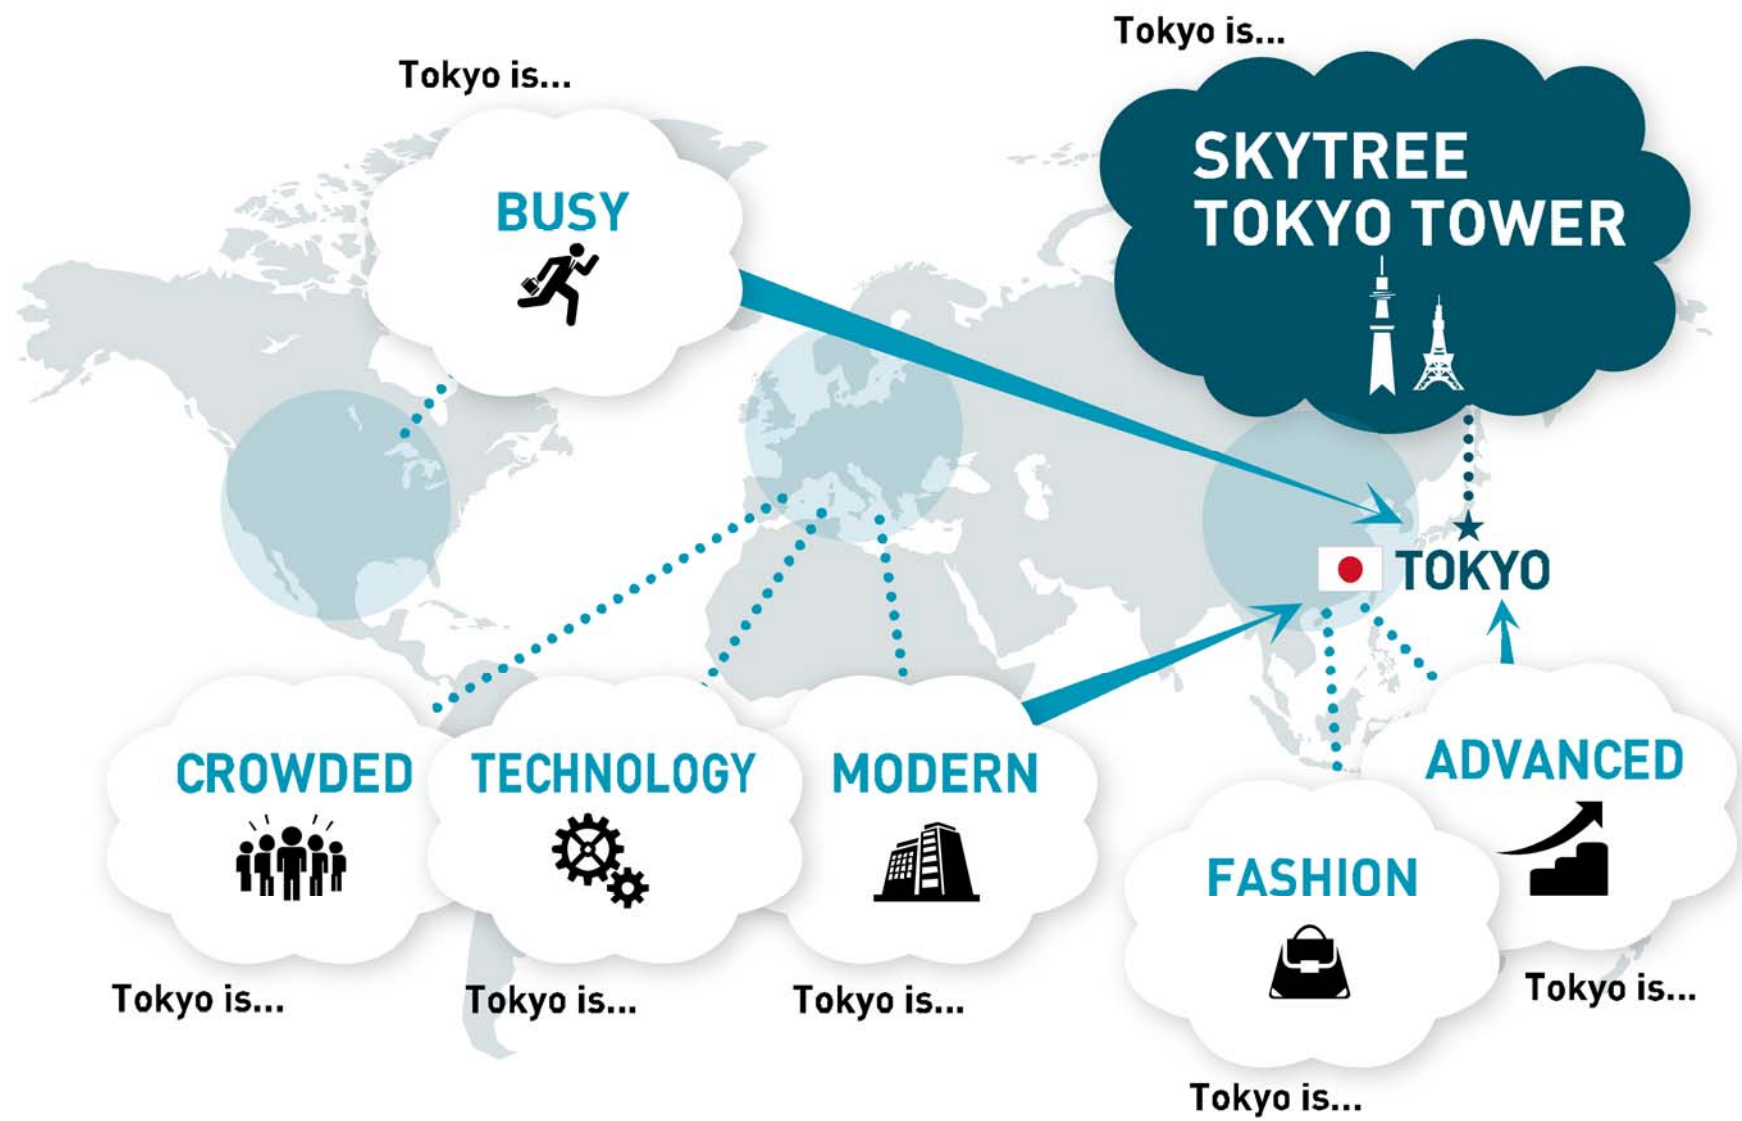 Tokyo is...
BUSY
Tokyo is...
SKYTREE
TOKYO TOWER
TOKYO
CROWDED
Tokyo is...
TECHNOLOGY
Tokyo is...
MODERN
Tokyo is...
FASHION
Tokyo is...
ADVANCED
Tokyo is...